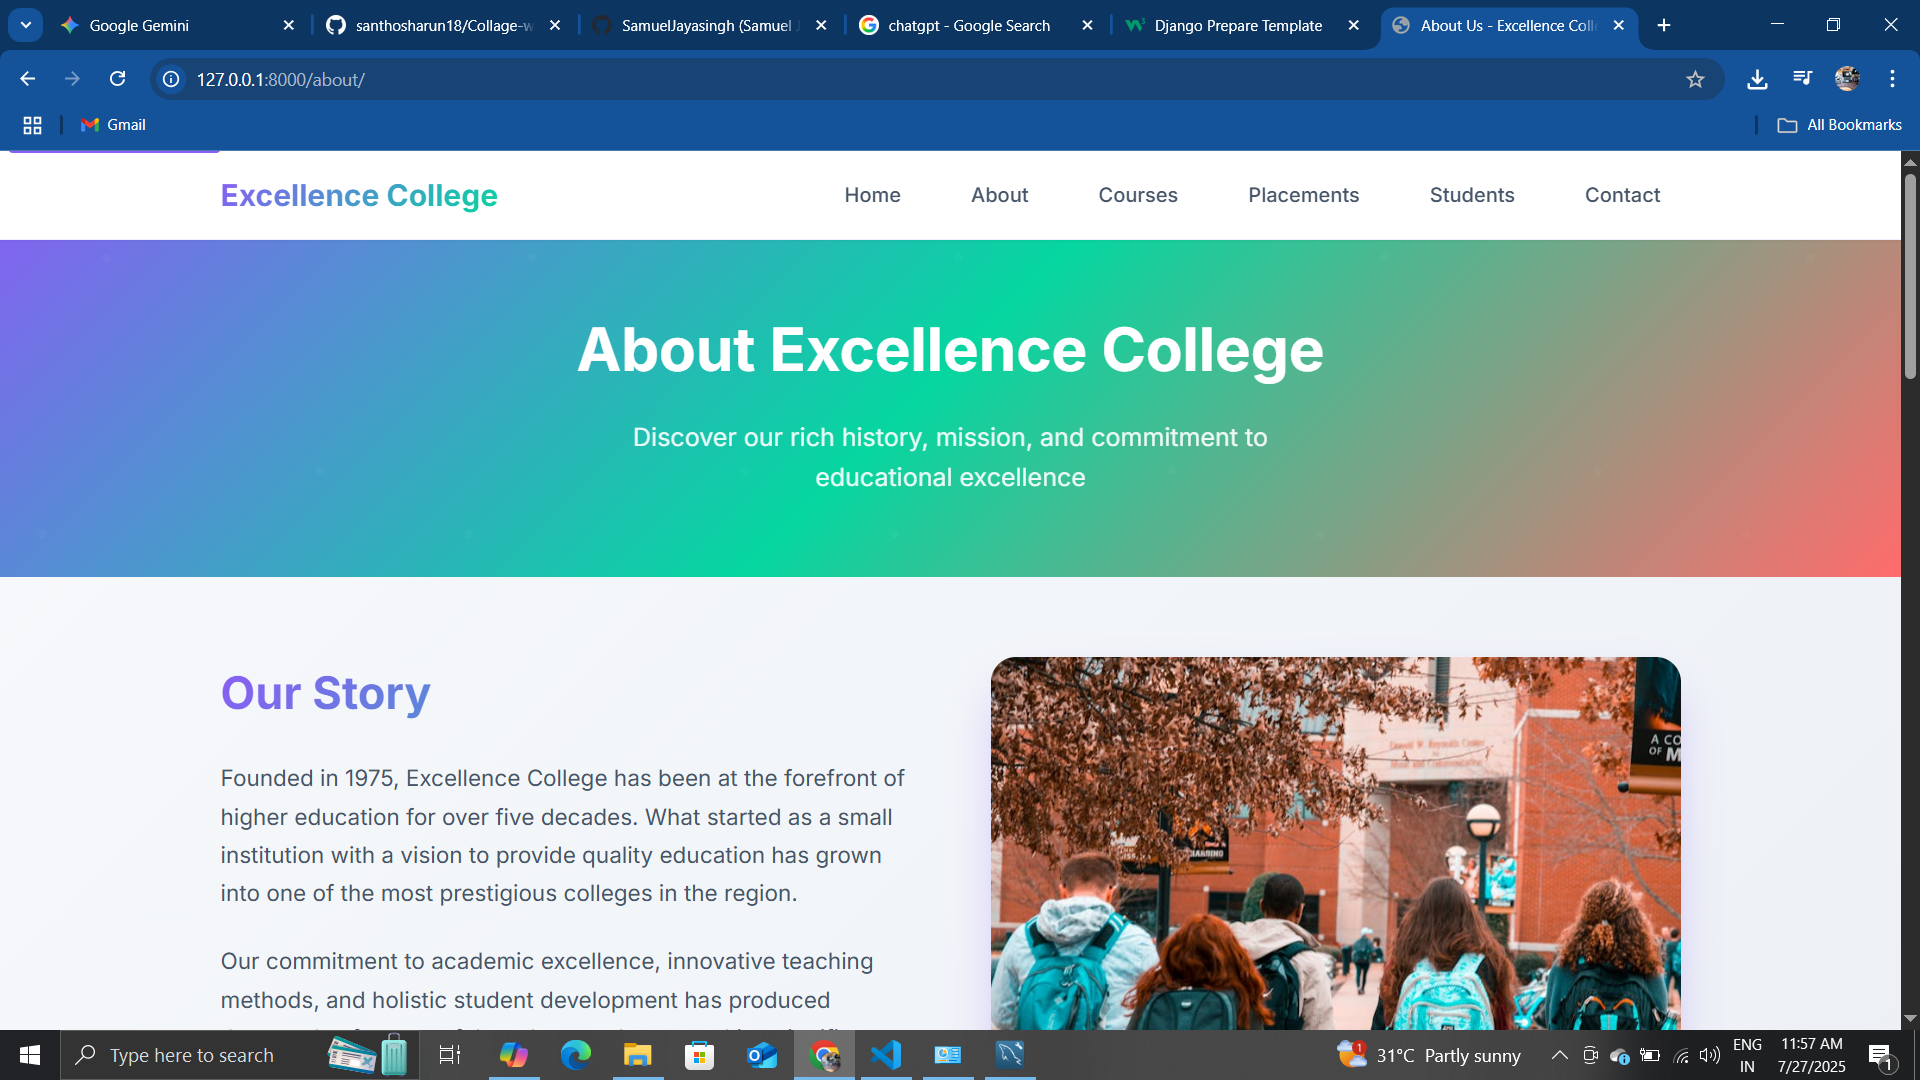 Google Gemini
santhosharun18/Collage-w
SamuelJayasingh (Samuel J
chatgpt - Google Search
Django Prepare Template
About Us - Excellence Coll
127.0.0.1:8000/about/
Gmail
All Bookmarks
Excellence College
Home
About
Courses
Placements
Students
Contact
About Excellence College
Discover our rich history, mission, and commitment to
educational excellence
Our Story
Founded in 1975, Excellence College has been at the forefront of
higher education for over five decades. What started as a small
institution with a vision to provide quality education has grown
into one of the most prestigious colleges in the region.
Our commitment to academic excellence, innovative teaching
methods, and holistic student development has produced
A CO
OF M
Type here to search
1
31°C Partly sunny
ENG
IN
11:57 AM
7/27/2025
1